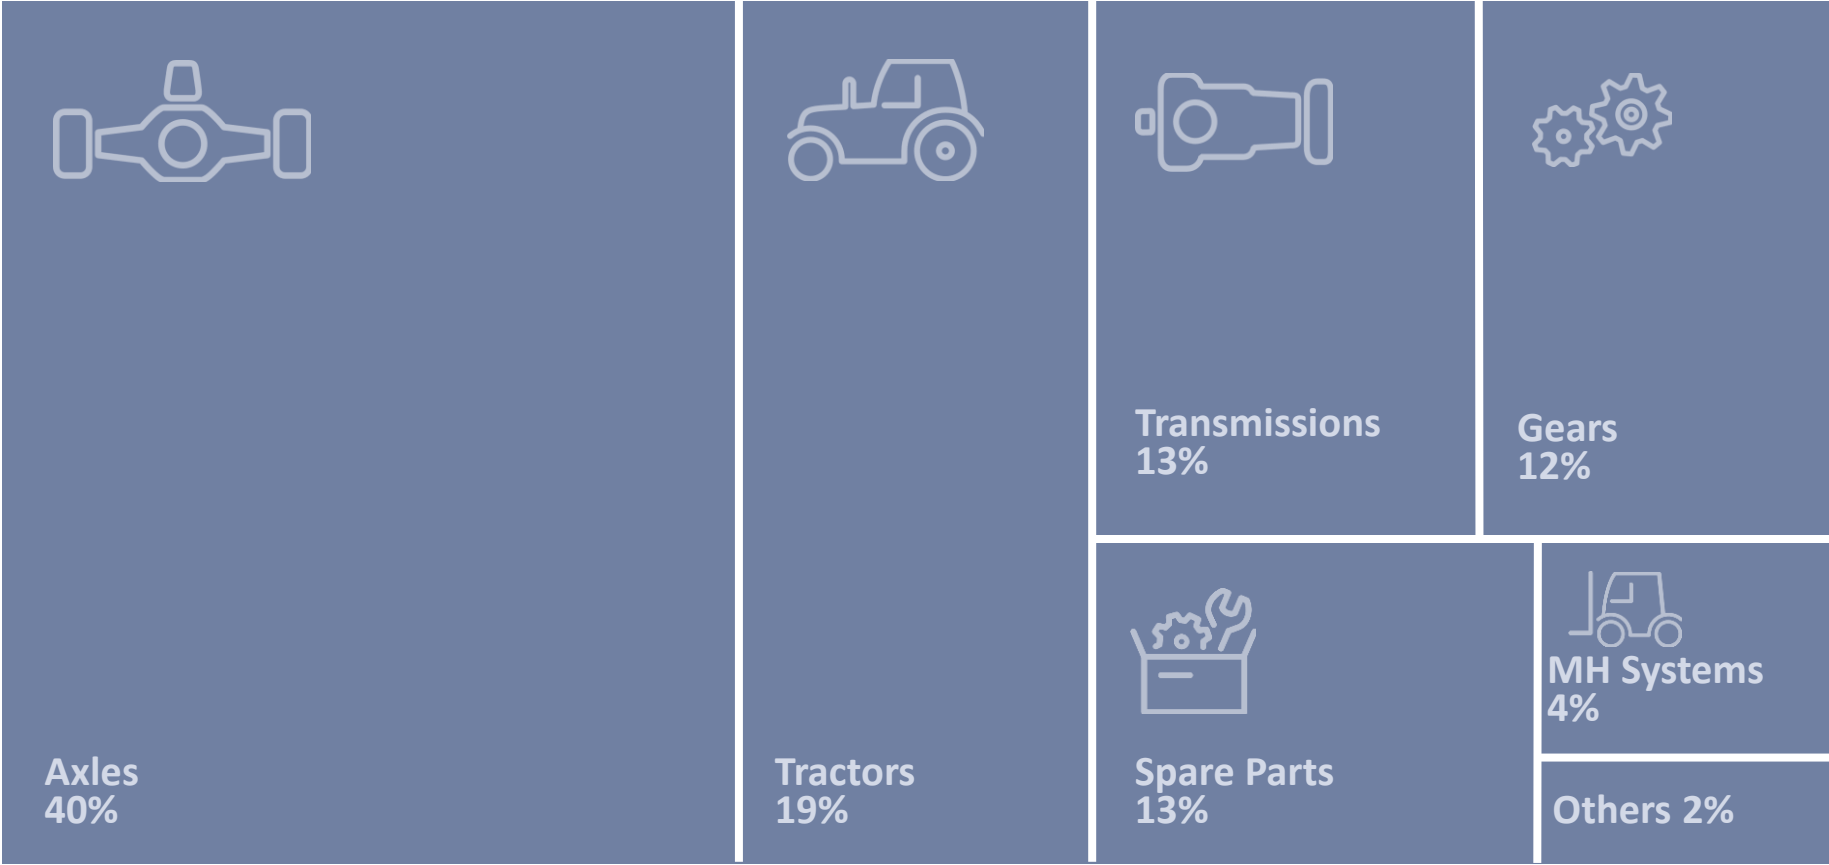 Axles
40%
Tractors
19%
Transmissions
13%
Gears
12%
Spare Parts
13%
MH Systems
4%
Others 2%